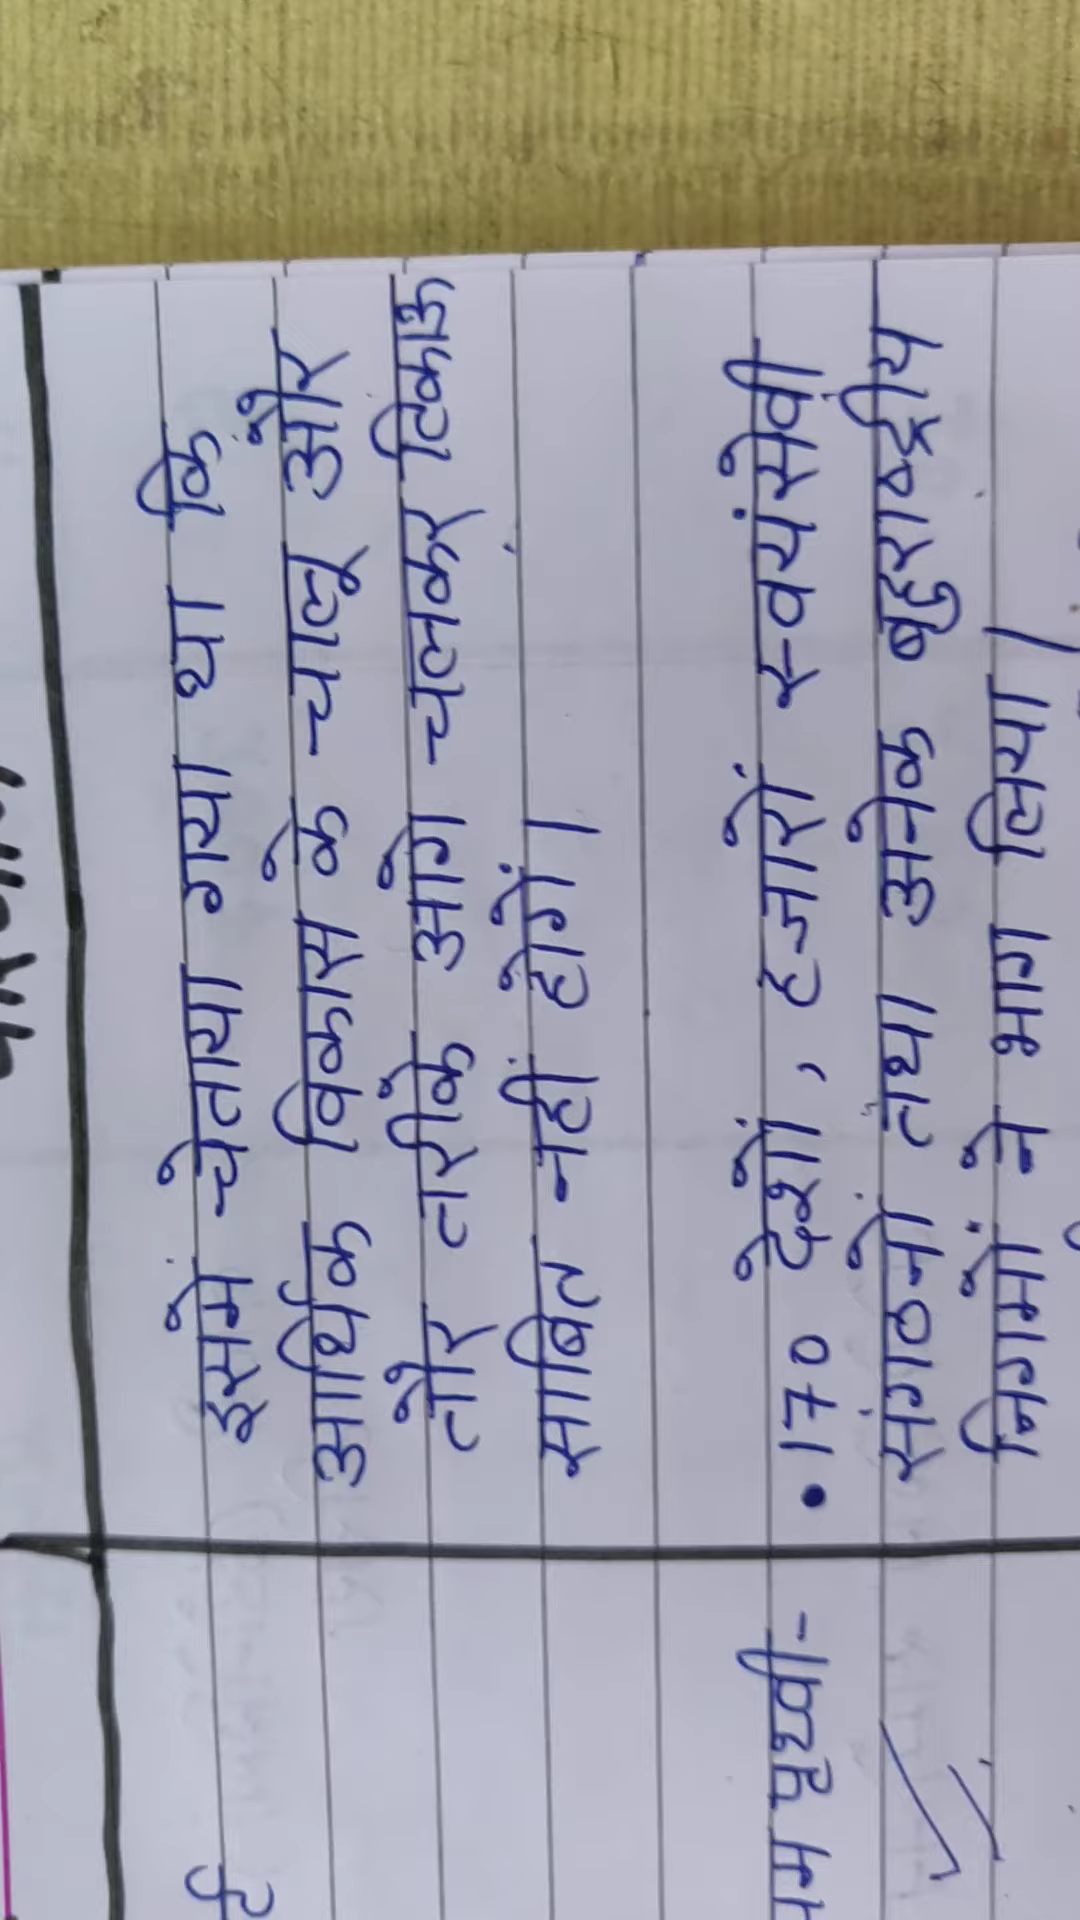 इसमें चेताया गया था कि
आर्थिक विकास के चालू और
तौर तरीके आगे चलकर टिकाऊ
साबित नहीं होगें।
पृथ्वी- • 170 देशों, हजारों स्वयंसेवी
संगठनों तथा अनेक बहुराष्ट्रीय
निगमों ने भाग लिया।